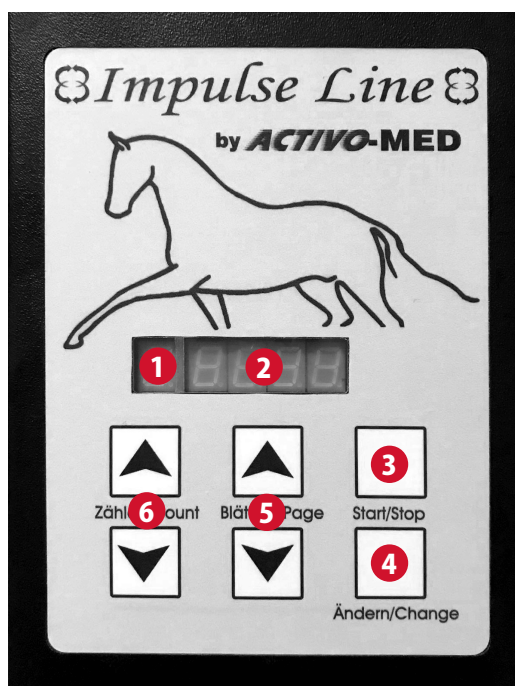 Impulse Line
by ACTIVO-MED
1 2
3
6 5 Page Start/Stop
4
Ändern/Change